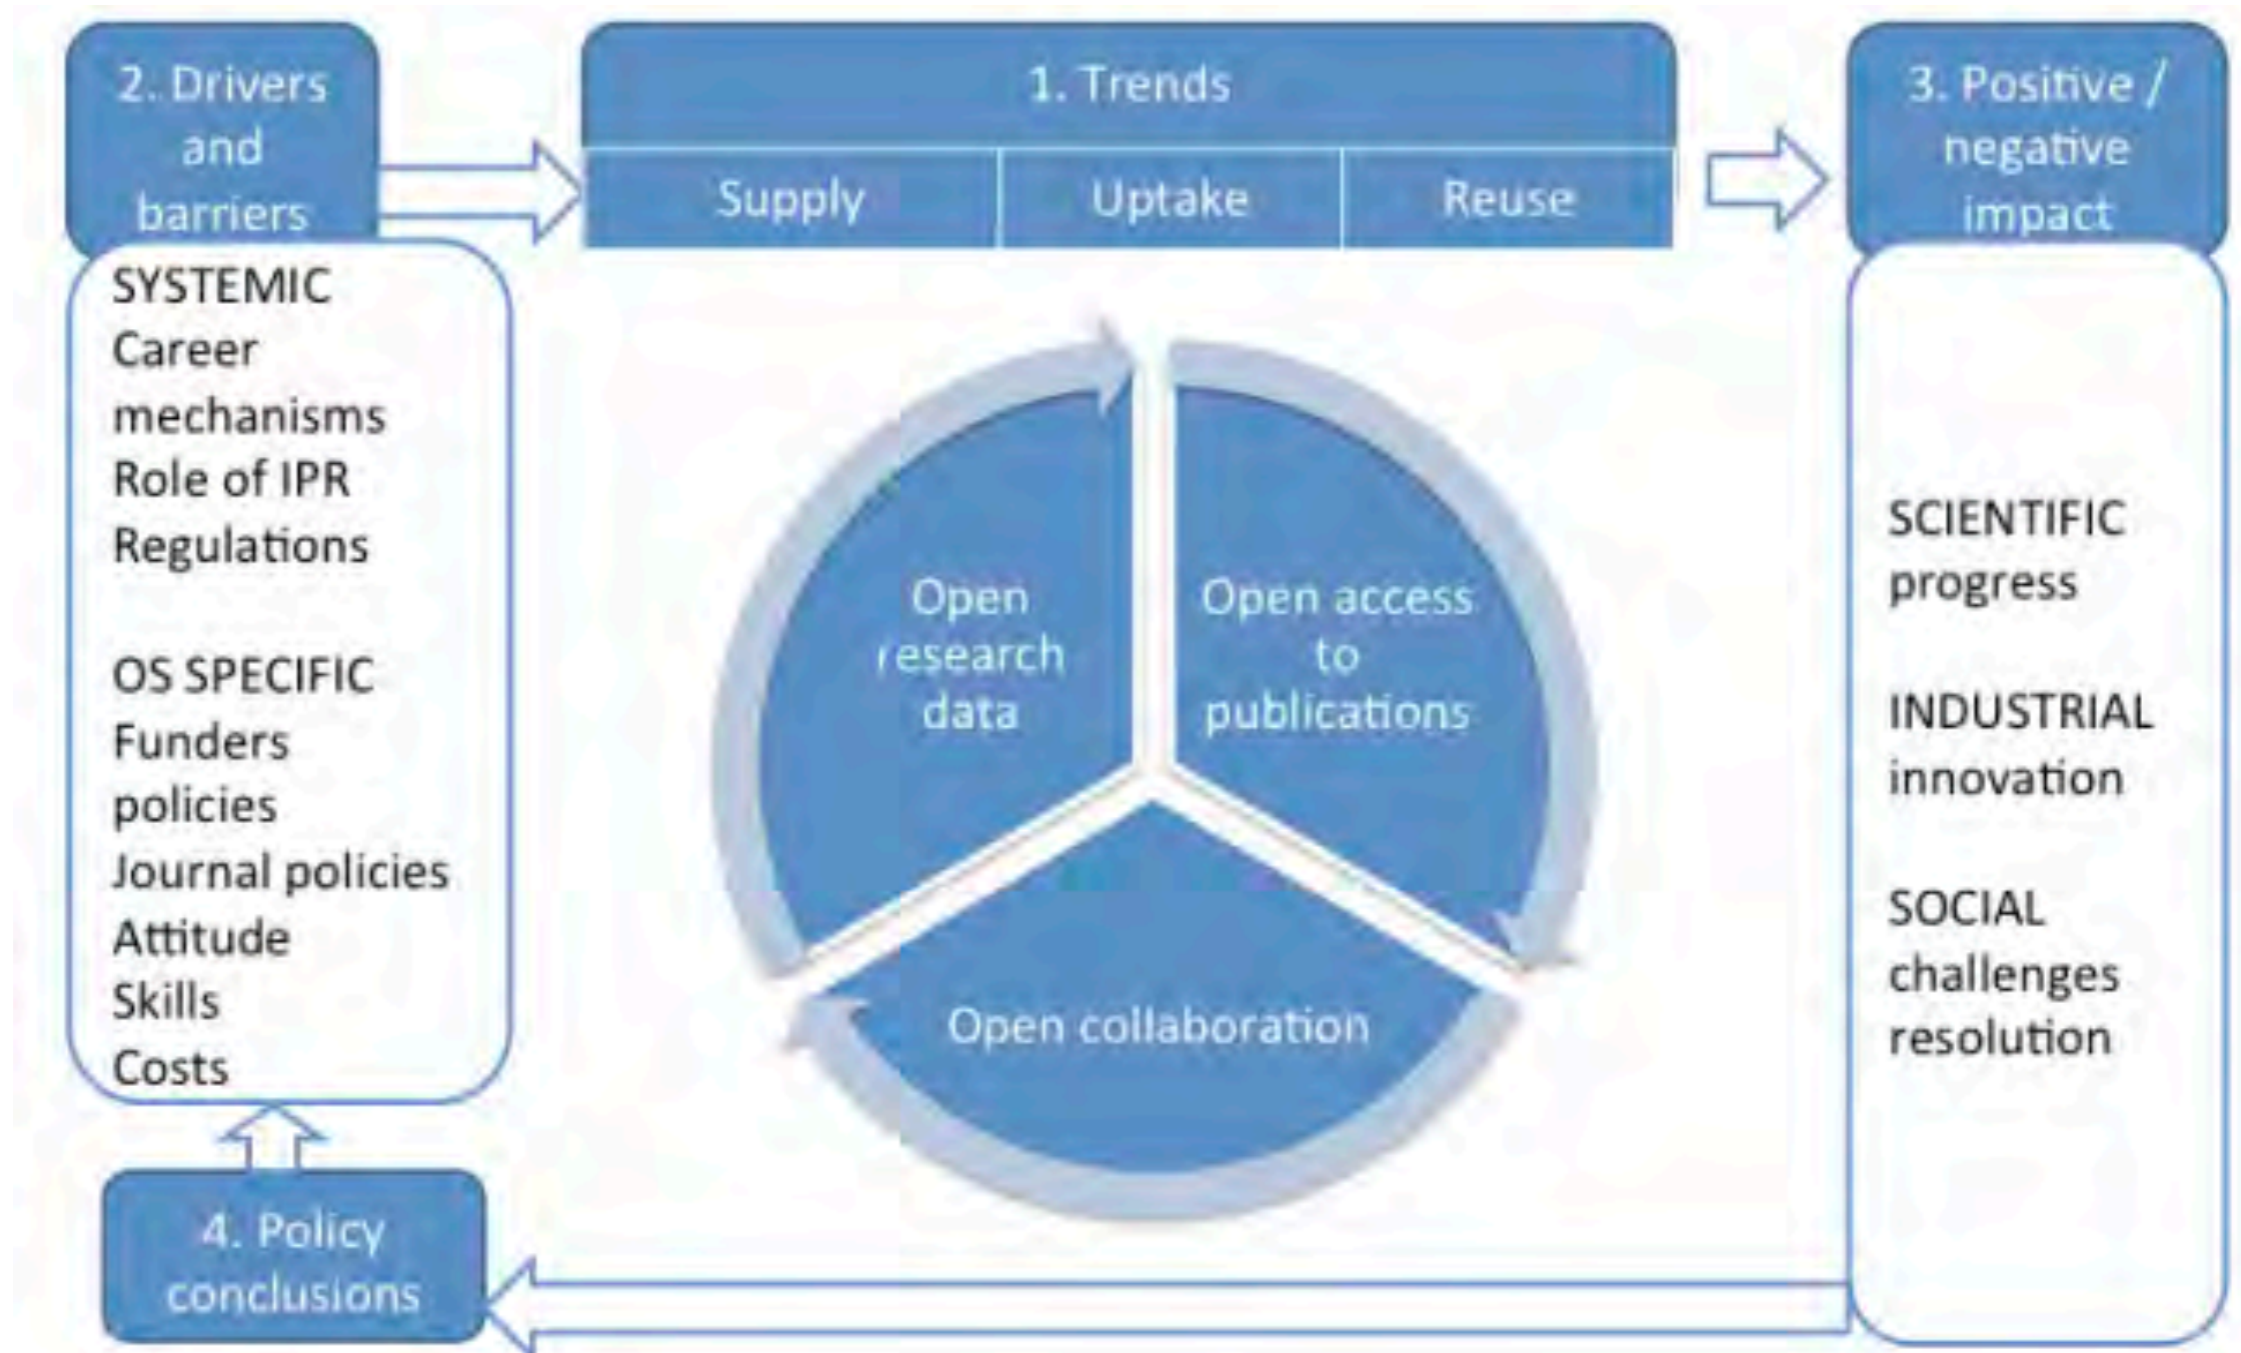 2. Drivers
and
barriers
SYSTEMIC
Career
mechanisms
Role of IPR
Regulations
OS SPECIFIC
Funders
policies
Journal policies
Attitude
Skills
Costs
4. Policy
conclusions
1. Trends
Supply
Uptake
Reuse
Open
research
data
Open access
to
publications
Open collaboration
3. Positive /
negative
impact
SCIENTIFIC
progress
INDUSTRIAL
innovation
SOCIAL
challenges
resolution